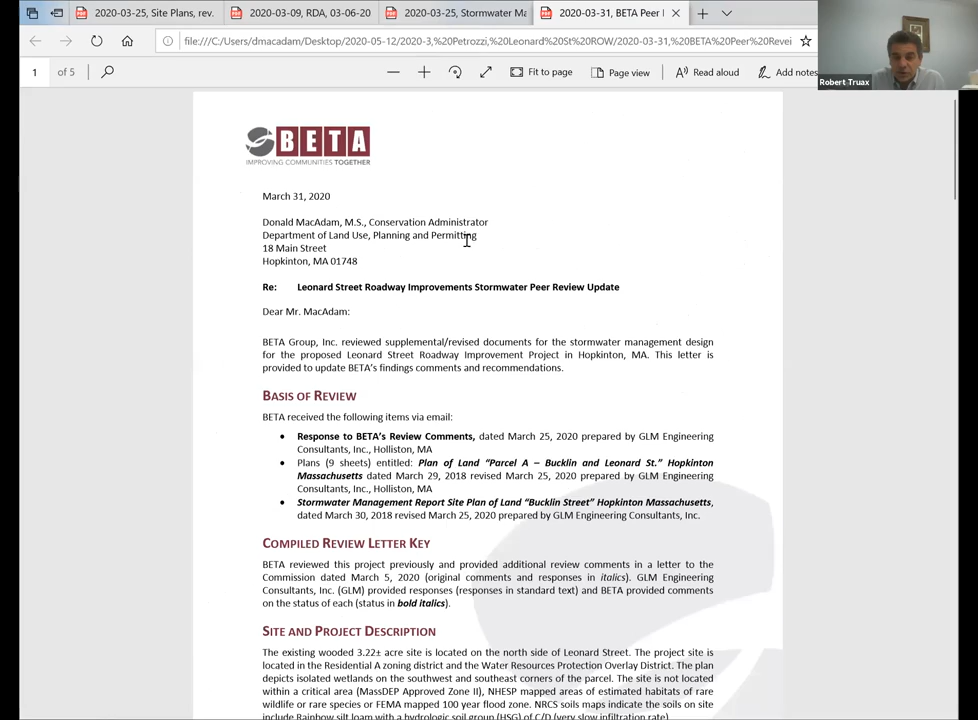 2020-03-25, Site Plans, rev.
2020-03-09, RDA, 03-06-20
2020-03-25, Stormwater Ma
2020-03-31, BETA Peer
file:///C:/Users/dmacadam/Desktop/2020-05-12/2020-3,%20Petrozzi,%20Leonard%20St%20ROW/2020-03-31,%20BETA%20Peer%20Revei
1 of 5
Fit to page
Page view
Read aloud
Add notes
Robert Truax
BETA
IMPROVING COMMUNITIES TOGETHER
March 31, 2020
Donald MacAdam, M.S., Conservation Administrator
Department of Land Use, Planning and Permitting
18 Main Street
Hopkinton, MA 01748
Re: Leonard Street Roadway Improvements Stormwater Peer Review Update
Dear Mr. MacAdam:
BETA Group, Inc. reviewed supplemental/revised documents for the stormwater management design
for the proposed Leonard Street Roadway Improvement Project in Hopkinton, MA. This letter is
provided to update BETA's findings comments and recommendations.
BASIS OF REVIEW
BETA received the following items via email:
• Response to BETA's Review Comments, dated March 25, 2020 prepared by GLM Engineering
Consultants, Inc., Holliston, MA
• Plans (9 sheets) entitled: Plan of Land "Parcel A – Bucklin and Leonard St." Hopkinton
Massachusetts dated March 29, 2018 revised March 25, 2020 prepared by GLM Engineering
Consultants, Inc., Holliston, MA
• Stormwater Management Report Site Plan of Land "Bucklin Street" Hopkinton Massachusetts,
dated March 30, 2018 revised March 25, 2020 prepared by GLM Engineering Consultants, Inc.
COMPILED REVIEW LETTER KEY
BETA reviewed this project previously and provided additional review comments in a letter to the
Commission dated March 5, 2020 (original comments and responses in italics). GLM Engineering
Consultants, Inc. (GLM) provided responses (responses in standard text) and BETA provided comments
on the status of each (status in bold italics).
SITE AND PROJECT DESCRIPTION
The existing wooded 3.22± acre site is located on the north side of Leonard Street. The project site is
located in the Residential A zoning district and the Water Resources Protection Overlay District. The plan
depicts isolated wetlands on the southwest and southeast corners of the parcel. The site is not located
within a critical area (MassDEP Approved Zone II), NHESP mapped areas of estimated habitats of rare
wildlife or rare species or FEMA mapped 100 year flood zone. NRCS soils maps indicate the soils on site
include Rainbow silt loam with a hydrologic soil group (HSG) of C/D (very slow infiltration rate)